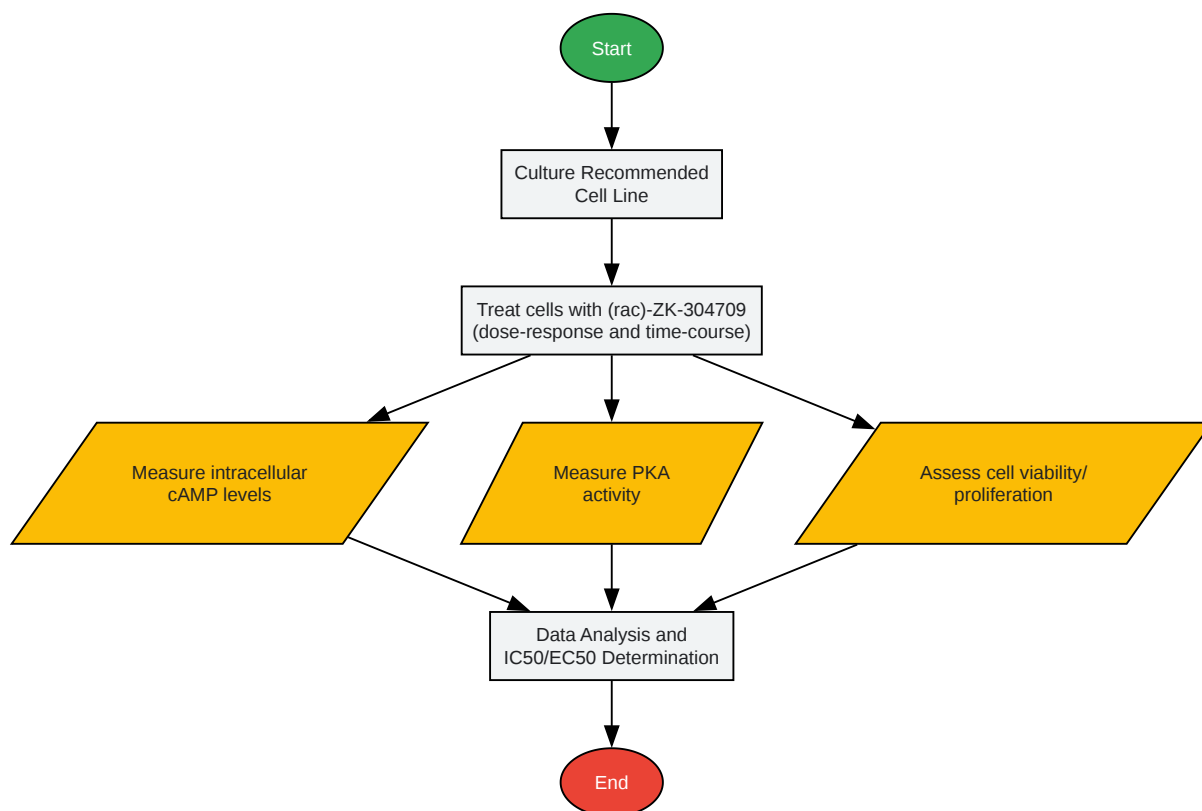 Start
Culture Recommended
Cell Line
Treat cells with (rac)-ZK-304709
(dose-response and time-course)
Measure intracellular
cAMP levels
Measure PKA
activity
Assess cell viability/
proliferation
Data Analysis and
IC50/EC50 Determination
End